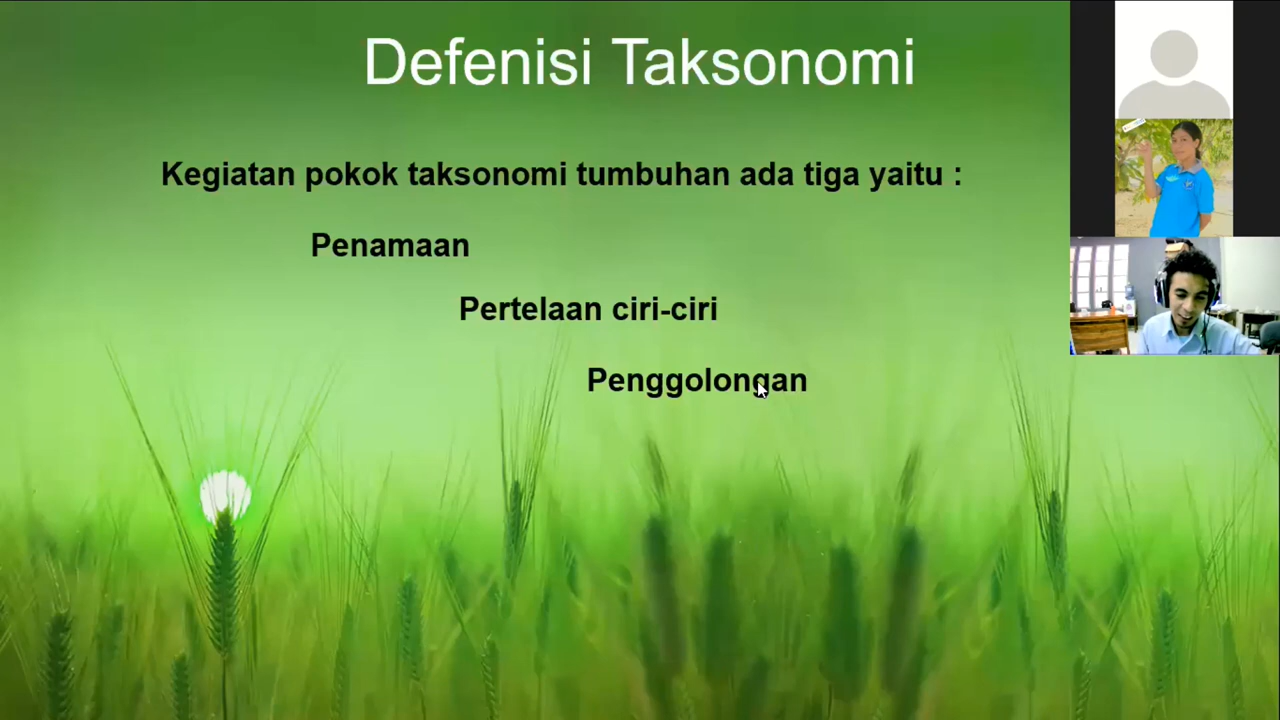 Defenisi Taksonomi
Kegiatan pokok taksonomi tumbuhan ada tiga yaitu :
Penamaan
Pertelaan ciri-ciri
Penggolongan